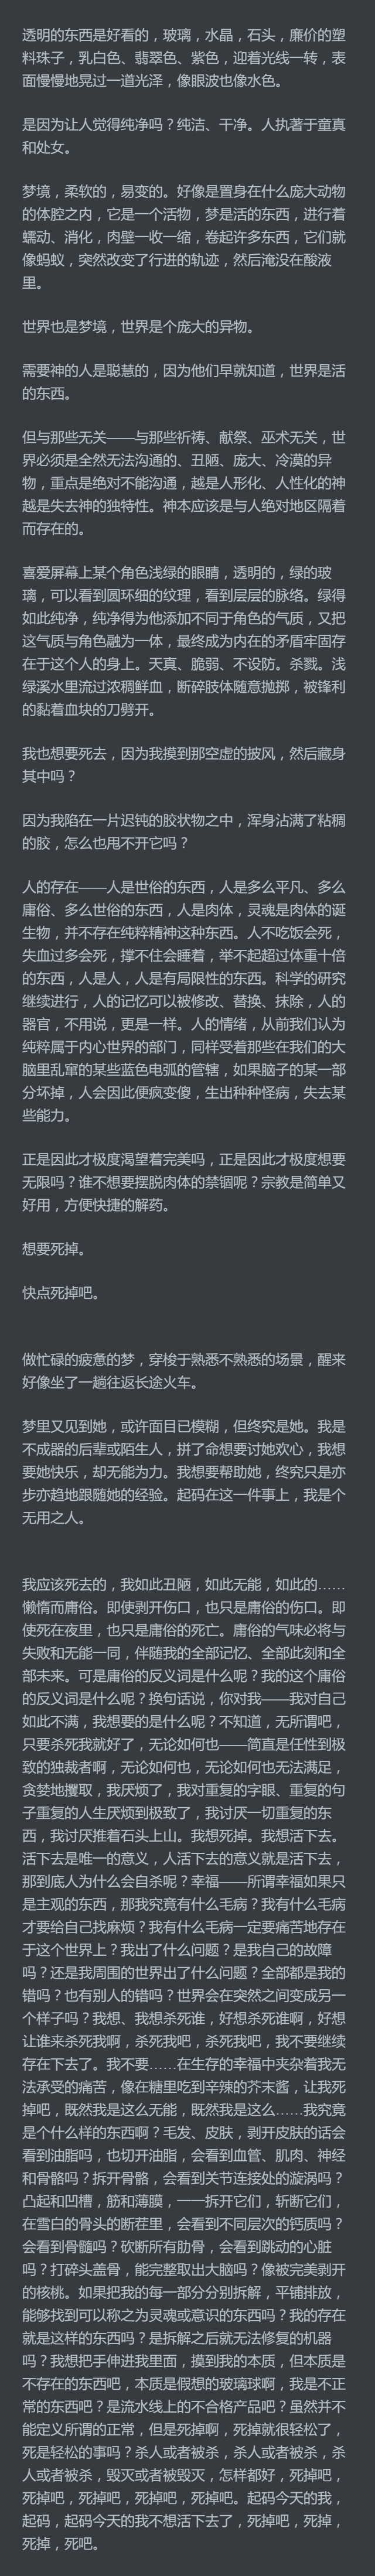 透明的东西是好看的，玻璃，水晶，石头，廉价的塑
料珠子，乳白色、翡翠色、紫色，迎着光线一转，表
面慢慢地晃过一道光泽，像眼波也像水色。
是因为让人觉得纯净吗？纯洁、干净。人执著于童真
和处女。
梦境，柔软的，易变的。好像是置身在什么庞大动物
的体腔之内，它是一个活物，梦是活的东西，进行着
蠕动、消化，肉壁一收一缩，卷起许多东西，它们就
像蚂蚁，突然改变了行进的轨迹，然后淹没在酸液
里。
世界也是梦境，世界是个庞大的异物。
需要神的人是聪慧的，因为他们早就知道，世界是活
的东西。
但与那些无关——与那些祈祷、献祭、巫术无关，世
界必须是全然无法沟通的、丑陋、庞大、冷漠的异
物，重点是绝对不能沟通，越是人形化、人性化的神
越是失去神的独特性。神本应该是与人绝对地区隔着
而存在的。
喜爱屏幕上某个角色浅绿的眼睛，透明的，绿的玻
璃，可以看到圆环细的纹理，看到层层的脉络。绿得
如此纯净，纯净得为他添加不同于角色的气质，又把
这气质与角色融为一体，最终成为内在的矛盾牢固存
在于这个人的身上。天真、脆弱、不设防。杀戮。浅
绿溪水里流过浓稠鲜血，断碎肢体随意抛掷，被锋利
的黏着血块的刀劈开。
我也想要死去，因为我摸到那空虚的披风，然后藏身
其中吗？
因为我陷在一片迟钝的胶状物之中，浑身沾满了粘稠
的胶，怎么也甩不开它吗？
人的存在——人是世俗的东西，人是多么平凡、多么
庸俗、多么世俗的东西，人是肉体，灵魂是肉体的诞
生物，并不存在纯粹精神这种东西。人不吃饭会死，
失血过多会死，撑不住会睡着，举不起超过体重十倍
的东西，人是人，人是有局限性的东西。科学的研究
继续进行，人的记忆可以被修改、替换、抹除，人的
器官，不用说，更是一样。人的情绪，从前我们认为
纯粹属于内心世界的部门，同样受着那些在我们的大
脑里乱窜的某些蓝色电弧的管辖，如果脑子的某一部
分坏掉，人会因此便疯变傻，生出种种怪病，失去某
些能力。
正是因此才极度渴望着完美吗，正是因此才极度想要
无限吗？谁不想要摆脱肉体的禁锢呢？宗教是简单又
好用，方便快捷的解药。
想要死掉。
快点死掉吧。
做忙碌的疲惫的梦，穿梭于熟悉不熟悉的场景，醒来
好像坐了一趟往返长途火车。
梦里又见到她，或许面目已模糊，但终究是她。我是
不成器的后辈或陌生人，拼了命想要讨她欢心，我想
要她快乐，却无能为力。我想要帮助她，终究只是亦
步亦趋地跟随她的经验。起码在这一件事上，我是个
无用之人。
我应该死去的，我如此丑陋，如此无能，如此的……
懒惰而庸俗。即使剥开伤口，也只是庸俗的伤口。即
使死在夜里，也只是庸俗的死亡。庸俗的气味必将与
失败和无能一同，伴随我的全部记忆、全部此刻和全
部未来。可是庸俗的反义词是什么呢？我的这个庸俗
的反义词是什么呢？换句话说，你对我——我对自己
如此不满，我想要的是什么呢？不知道，无所谓吧，
只要杀死我就好了，无论如何也——简直是任性到极
致的独裁者啊，无论如何也，无论如何也无法满足，
贪婪地攫取，我厌烦了，我对重复的字眼、重复的句
子重复的人生厌烦到极致了，我讨厌一切重复的东
西，我讨厌推着石头上山。我想死掉。我想活下去。
活下去是唯一的意义，人活下去的意义就是活下去，
那到底人为什么会自杀呢？幸福——所谓幸福如果只
是主观的东西，那我究竟有什么毛病？我有什么毛病
才要给自己找麻烦？我有什么毛病一定要痛苦地存在
于这个世界上？我出了什么问题？是我自己的故障
吗？还是我周围的世界出了什么问题？全部都是我的
错吗？也有别人的错吗？世界会在突然之间变成另一
个样子吗？我想、我想杀死谁，好想杀死谁啊，好想
让谁来杀死我啊，杀死我吧，杀死我吧，我不要继续
存在下去了。我不要……在生存的幸福中夹杂着我无
法承受的痛苦，像在糖里吃到辛辣的芥末酱，让我死
掉吧，既然我是这么无能，既然我是这么……我究竟
是个什么样的东西啊？毛发、皮肤，剥开皮肤的话会
看到油脂吗，也切开油脂，会看到血管、肌肉、神经
和骨骼吗？拆开骨骼，会看到关节连接处的漩涡吗？
凸起和凹槽，筋和薄膜，一一拆开它们，斩断它们，
在雪白的骨头的断茬里，会看到不同层次的钙质吗？
会看到骨髓吗？砍断所有肋骨，会看到跳动的心脏
吗？打碎头盖骨，能完整取出大脑吗？像被完美剥开
的核桃。如果把我的每一部分分别拆解，平铺排放，
能够找到可以称之为灵魂或意识的东西吗？我的存在
就是这样的东西吗？是拆解之后就无法修复的机器
吗？我想把手伸进我里面，摸到我的本质，但本质是
不存在的东西吧，本质是假想的玻璃球啊，我是不正
常的东西吧？是流水线上的不合格产品吧？虽然并不
能定义所谓的正常，但是死掉啊，死掉就很轻松了，
死是轻松的事吗？杀人或者被杀，杀人或者被杀，杀
人或者被杀，毁灭或者被毁灭，怎样都好，死掉吧，
死掉吧，死掉吧，死掉吧，死掉吧。起码今天的我，
起码，起码今天的我不想活下去了，死掉吧，死掉，
死掉，死吧。